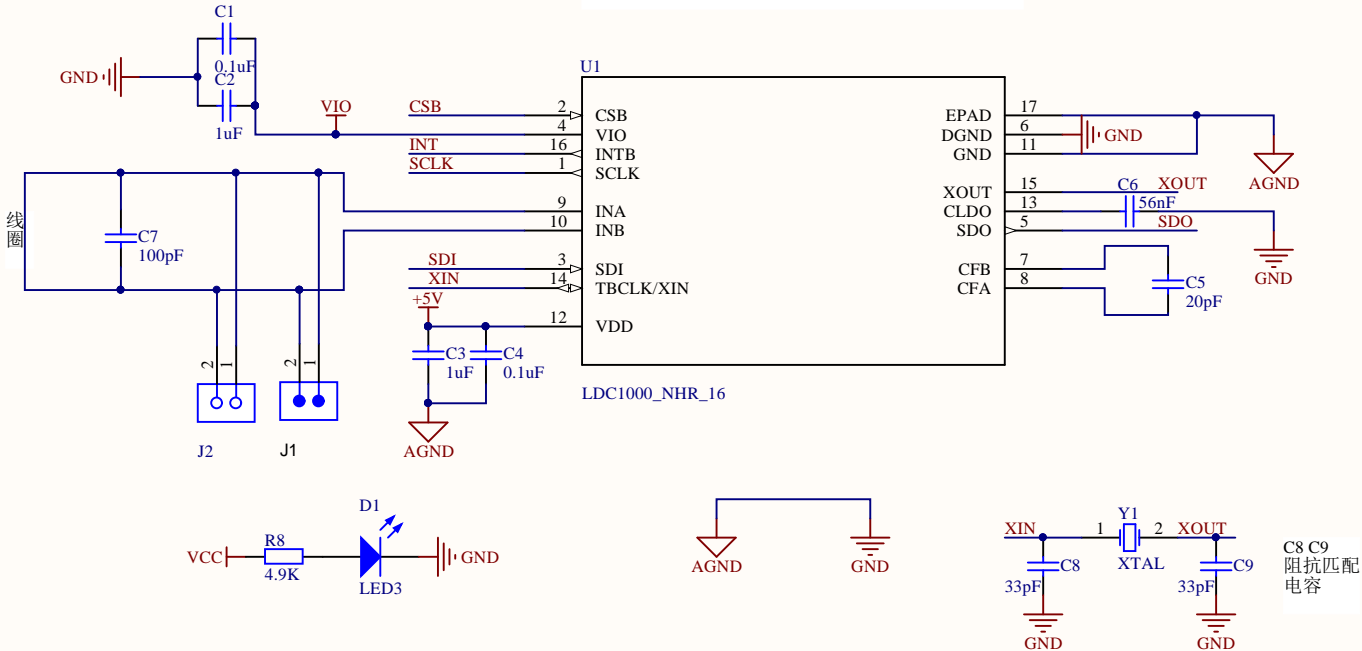 C1
0.1uF
GND
C2
1uF
VIO
U1
CSB
2
CSB
4
VIO
INT
16
INTB
SCLK
1
SCLK
9
INA
10
INB
SDI
3
SDI
XIN
14
TBCLK/XIN
+5V
12
VDD
EPAD
17
DGND
6
GND
GND
11
AGND
XOUT
15
C6
XOUT
CLDO
13
56nF
SDO
5
SDO
GND
CFB
7
CFA
8
C5
20pF
线
圈
C7
100pF
C3
1uF
C4
0.1uF
AGND
LDC1000_NHR_16
2
1
2
1
J2
J1
D1
R8
VCC
GND
4.9K
LED3
AGND
GND
Y1
XIN
1
2
XOUT
XTAL
C8
33pF
GND
C9
33pF
GND
C8 C9
阻抗匹配
电容